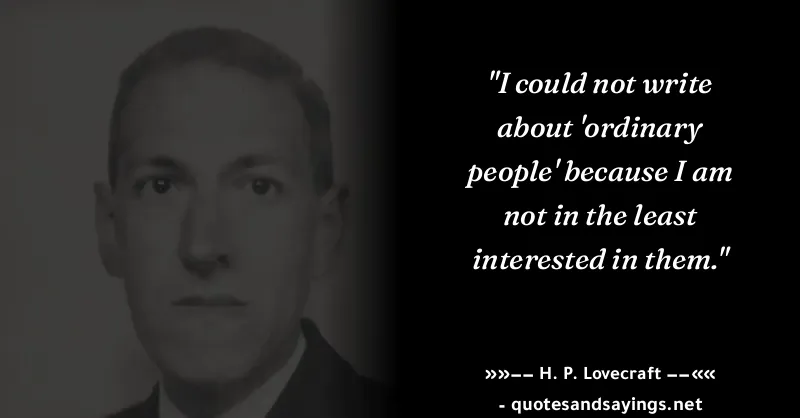 "I could not write
about 'ordinary
people' because I am
not in the least
interested in them."
»»–– H. P. Lovecraft ––««
- quotesandsayings.net